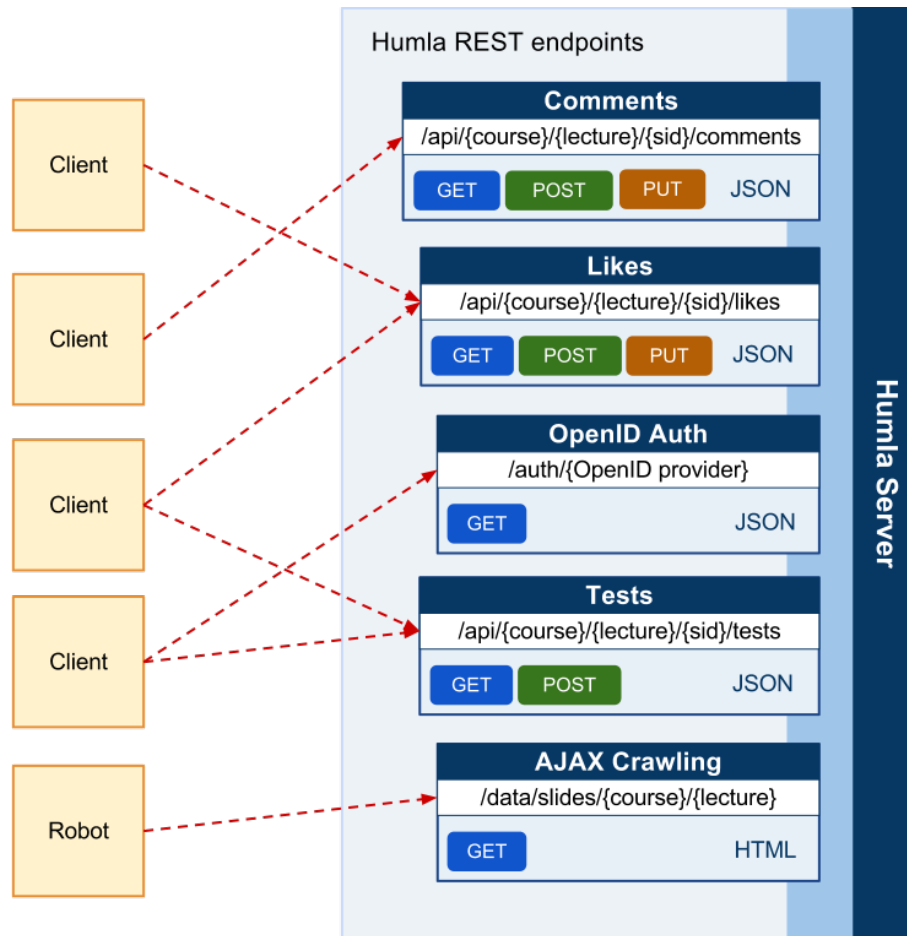 Humla REST endpoints
Client
Client
Client
Client
Robot
Comments
/api/{course}/{lecture}/{sid}/comments
GET POST PUT JSON
Likes
/api/{course}/{lecture}/{sid}/likes
GET POST PUT JSON
OpenID Auth
/auth/{OpenID provider}
GET JSON
Tests
/api/{course}/{lecture}/{sid}/tests
GET POST JSON
AJAX Crawling
/data/slides/{course}/{lecture}
GET HTML
Humla Server